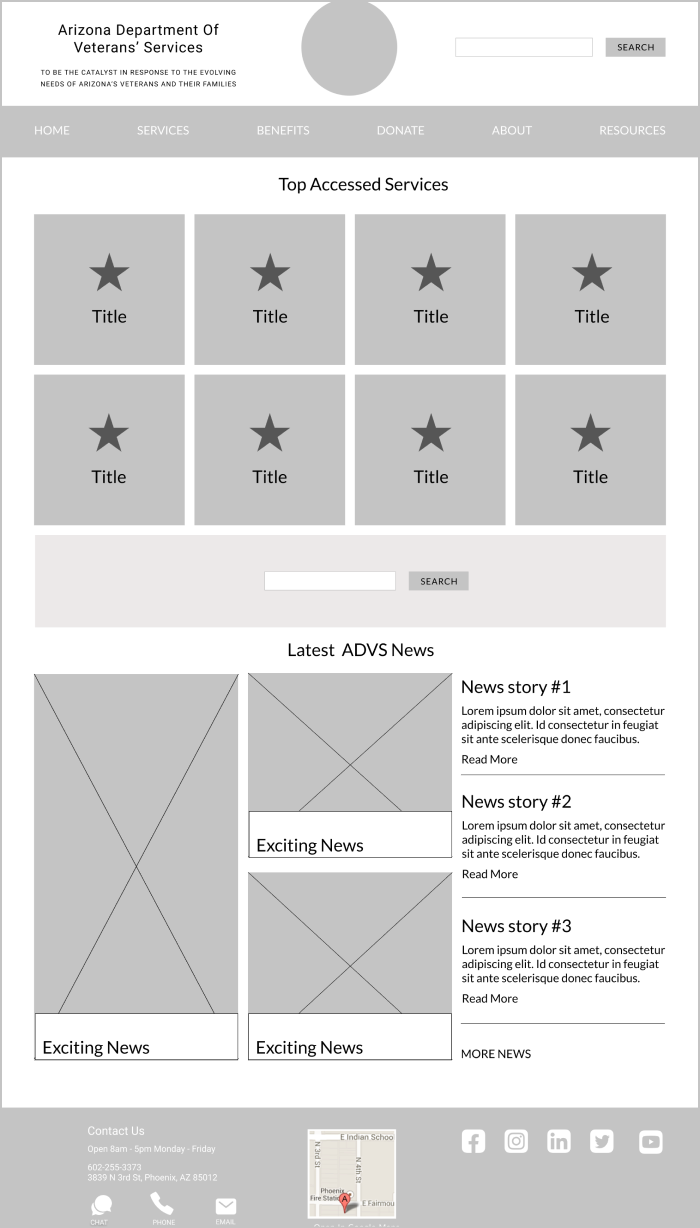 Arizona Department Of
Veterans' Services
TO BE THE CATALYST IN RESPONSE TO THE EVOLVING
NEEDS OF ARIZONA'S VETERANS AND THEIR FAMILIES
SEARCH
HOME SERVICES BENEFITS DONATE ABOUT RESOURCES
Top Accessed Services
Title Title Title Title
Title Title Title Title
SEARCH
Latest ADVS News
Exciting News
Exciting News
Exciting News
News story #1
Lorem ipsum dolor sit amet, consectetur
adipiscing elit. Id consectetur in feugiat
sit ante scelerisque donec faucibus.
Read More
News story #2
Lorem ipsum dolor sit amet, consectetur
adipiscing elit. Id consectetur in feugiat
sit ante scelerisque donec faucibus.
Read More
News story #3
Lorem ipsum dolor sit amet, consectetur
adipiscing elit. Id consectetur in feugiat
sit ante scelerisque donec faucibus.
Read More
MORE NEWS
Contact Us
Open 8am - 5pm Monday - Friday
602-255-3373
3839 N 3rd St, Phoenix, AZ 85012
CHAT PHONE EMAIL
E Indian Schoo
N 3rd St
N 4th St
Phoenix
Fire Station
A
E Fairmou